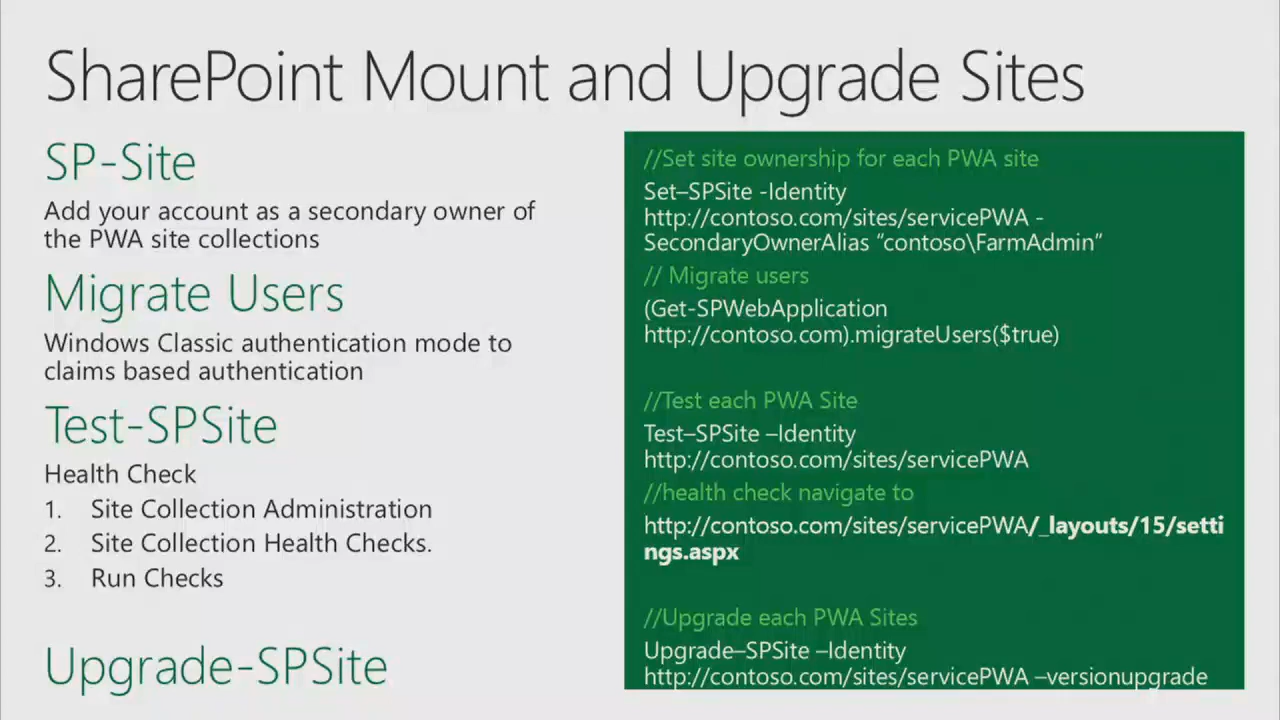 SharePoint Mount and Upgrade Sites
SP-Site
Add your account as a secondary owner of
the PWA site collections
Migrate Users
Windows Classic authentication mode to
claims based authentication
Test-SPSite
Health Check
1. Site Collection Administration
2. Site Collection Health Checks.
3. Run Checks
Upgrade-SPSite
//Set site ownership for each PWA site
Set–SPSite -Identity
http://contoso.com/sites/servicePWA -
SecondaryOwnerAlias “contoso\FarmAdmin”
// Migrate users
(Get-SPWebApplication
http://contoso.com).migrateUsers($true)
//Test each PWA Site
Test–SPSite –Identity
http://contoso.com/sites/servicePWA
//health check navigate to
http://contoso.com/sites/servicePWA/_layouts/15/setti
ngs.aspx
//Upgrade each PWA Sites
Upgrade–SPSite –Identity
http://contoso.com/sites/servicePWA –versionupgrade